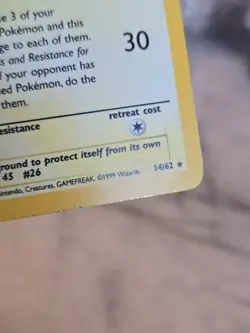 e 3 of your
Pokémon and this
ge to each of them.
s and Resistance for
f your opponent has
ed Pokémon, do the
them.
30
retreat cost
esistance
round to protect itself from its own
45 #26
intendo, Creatures, GAMEFREAK. ©1999 Wizards.
14/62 ★